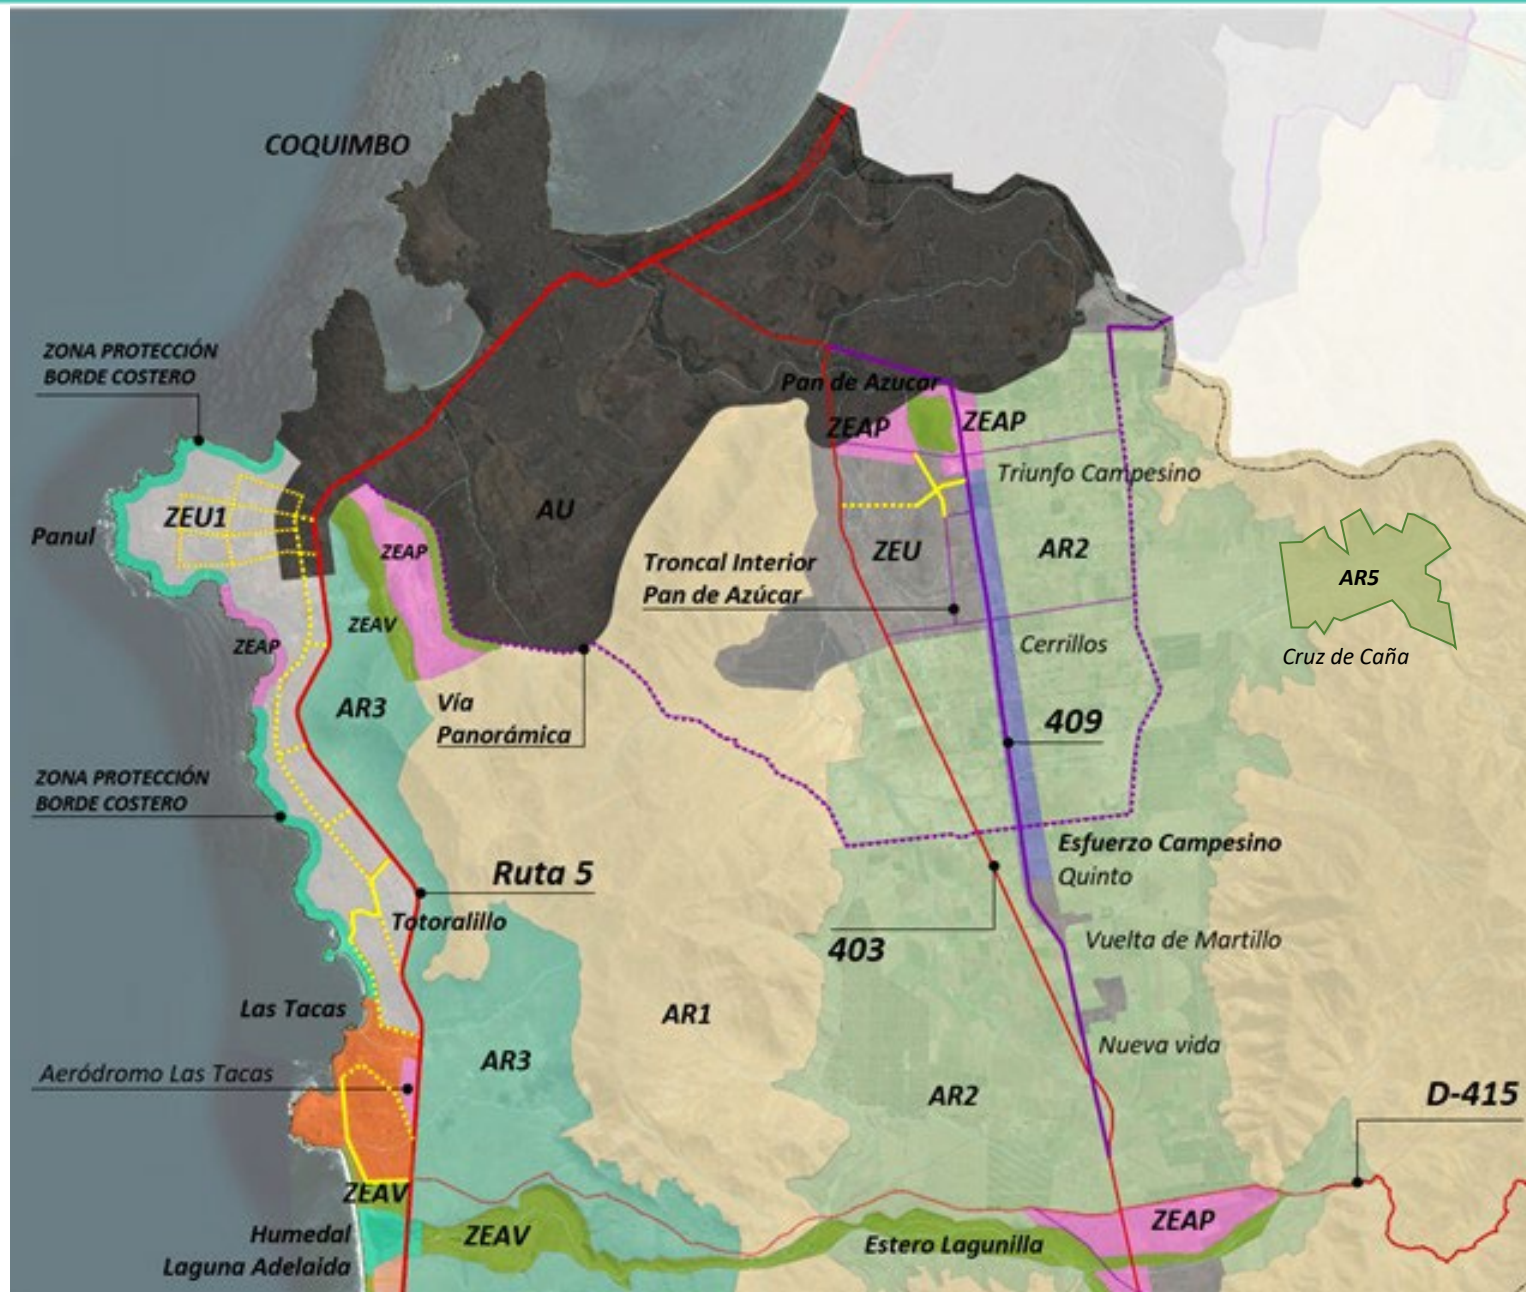 COQUIMBO
ZONA PROTECCIÓN
BORDE COSTERO
Pan de Azucar
ZEAP
ZEAP
Triunfo Campesino
ZEU1
Panul
AU
ZEAP
ZEU
AR2
Troncal Interior
Pan de Azúcar
AR5
ZEAV
ZEAP
Cerrillos
Cruz de Caña
AR3
Vía
Panorámica
409
ZONA PROTECCIÓN
BORDE COSTERO
Esfuerzo Campesino
Quinto
Ruta 5
Totoralillo
403
Vuelta de Martillo
Las Tacas
AR1
Nueva vida
AR3
Aeródromo Las Tacas
AR2
D-415
ZEAV
ZEAP
Humedal
Laguna Adelaida
ZEAV
Estero Lagunilla